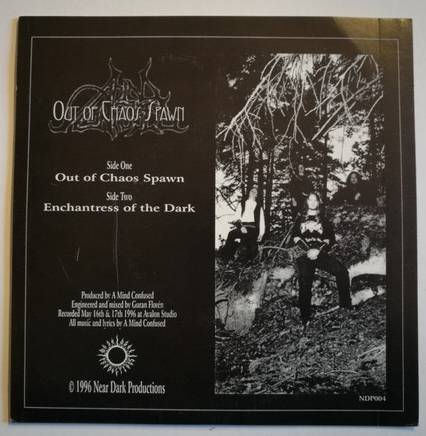 Out of Chaos Spawn
Side One
Out of Chaos Spawn
Side Two
Enchantress of the Dark
Produced by A Mind Confused
Engineered and mixed by Goran Florén
Recorded May 16th & 17th 1996 at Avalon Studio
All music and lyrics by A Mind Confused
© 1996 Near Dark Productions
NDP004